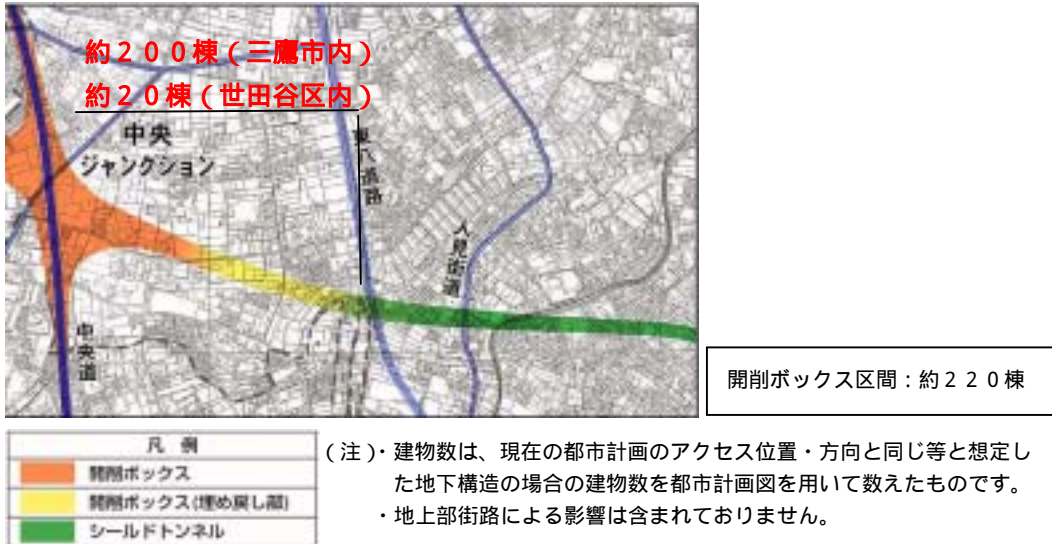 約２００棟（三鷹市内）
約２０棟（世田谷区内）
中央
ジャンクション
東八道路
人見街道
中央道
開削ボックス区間：約２２０棟
凡 例
開削ボックス
開削ボックス(埋め戻し部)
シールドトンネル
（注）・建物数は、現在の都市計画のアクセス位置・方向と同じ等と想定し
た地下構造の場合の建物数を都市計画図を用いて数えたものです。
・地上部街路による影響は含まれておりません。